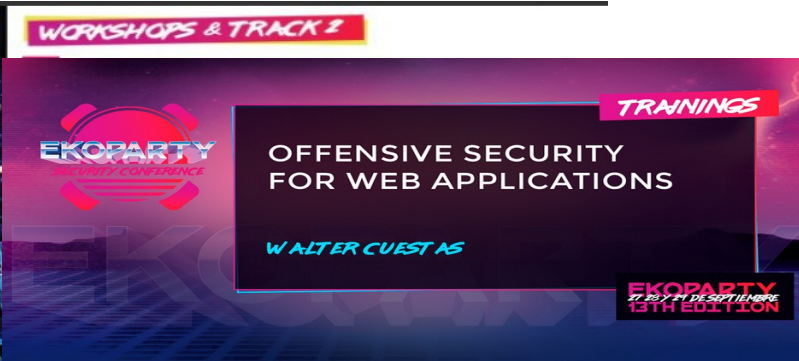 WORKSHOPS & TRACK 2
TRAININGS
EKOPARTY
SECURITY CONFERENCE
OFFENSIVE SECURITY
FOR WEB APPLICATIONS
WALTER CUESTAS
EKOPARTY
27 28 Y 29 DE SEPTIEMBRE
13TH EDITION